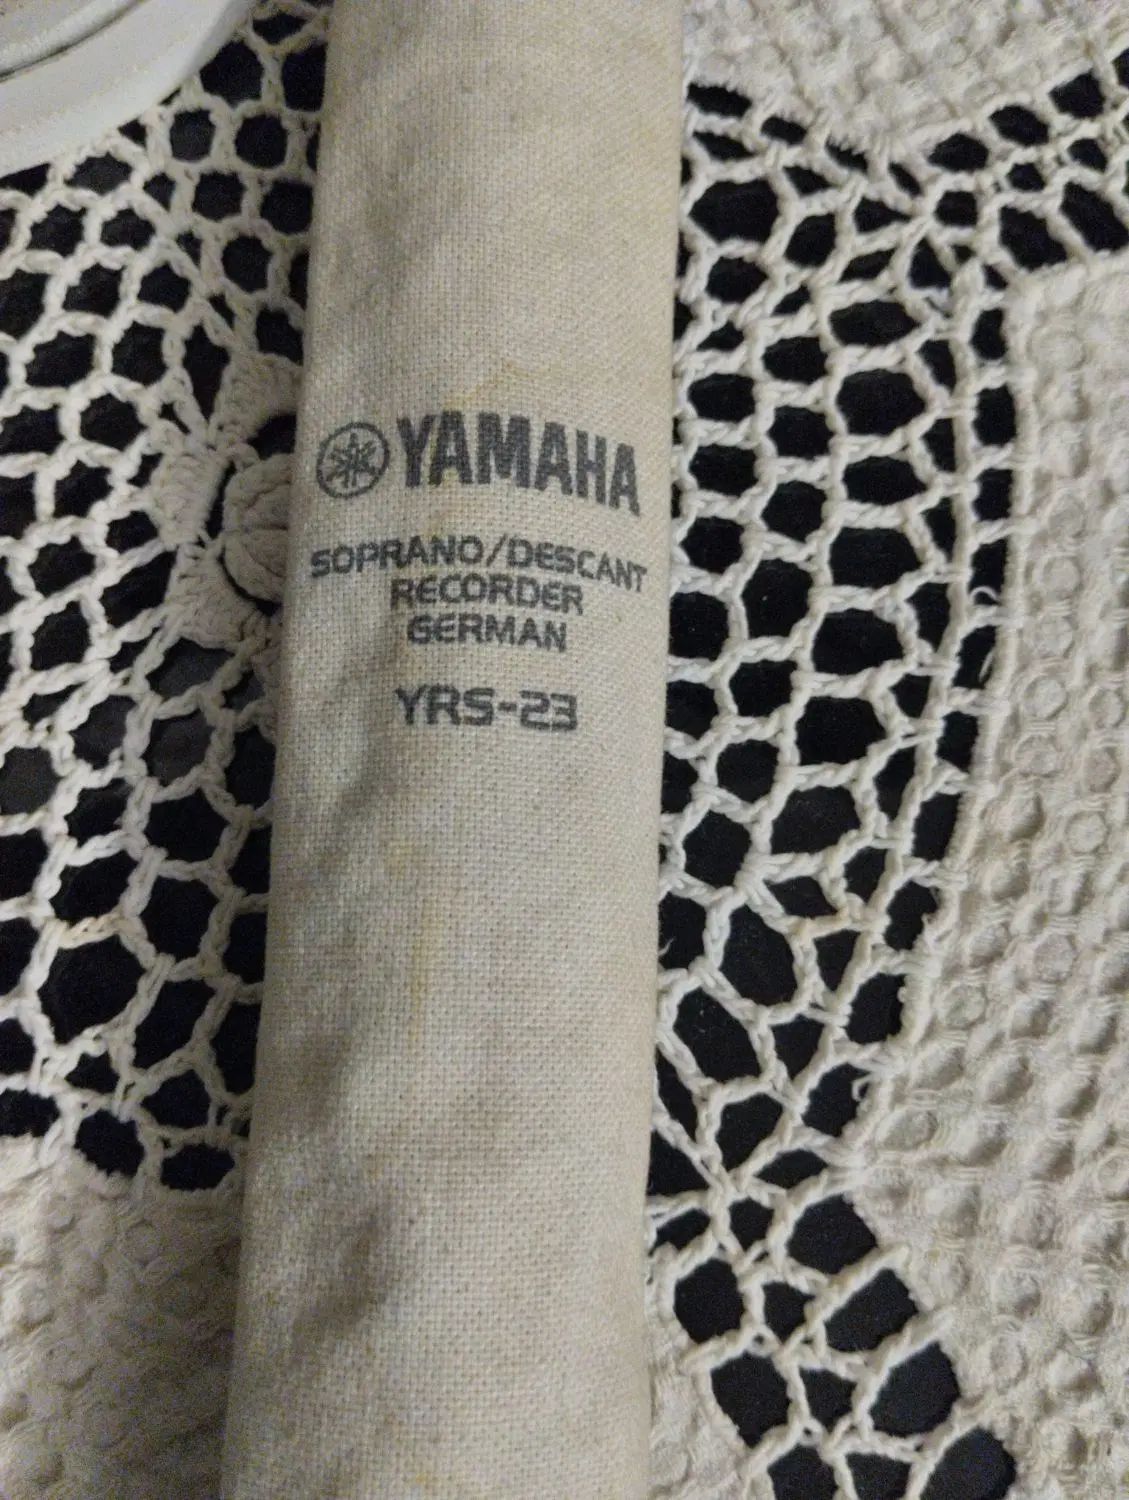 YAMAHA
SOPRANO/DESCANT
RECORDER
GERMAN
YRS-23